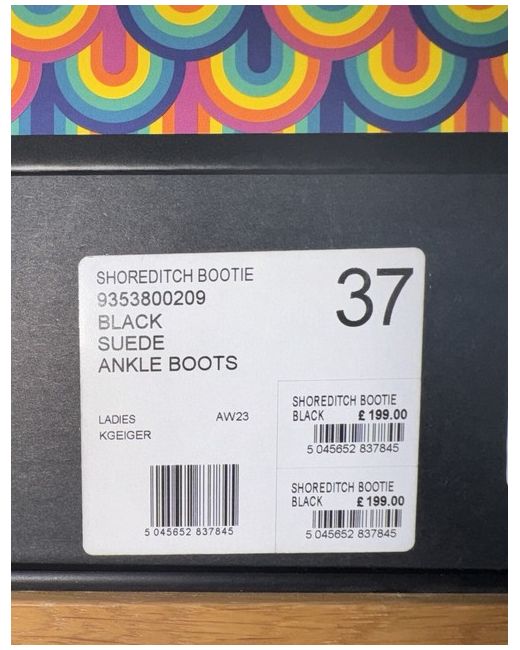 SHOREDITCH BOOTIE
9353800209
BLACK
SUEDE
ANKLE BOOTS
37
LADIES
AW23
KGEIGER
5 045652 837845
SHOREDITCH BOOTIE
BLACK £ 199.00
5 045652 837845
SHOREDITCH BOOTIE
BLACK £ 199.00
5 045652 837845